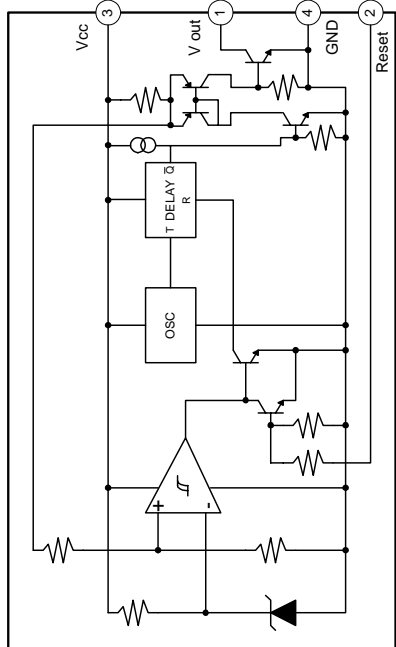 3
Vcc
1
V out
4
GND
2
Reset
T DELAY Q̅
R
OSC
+
-